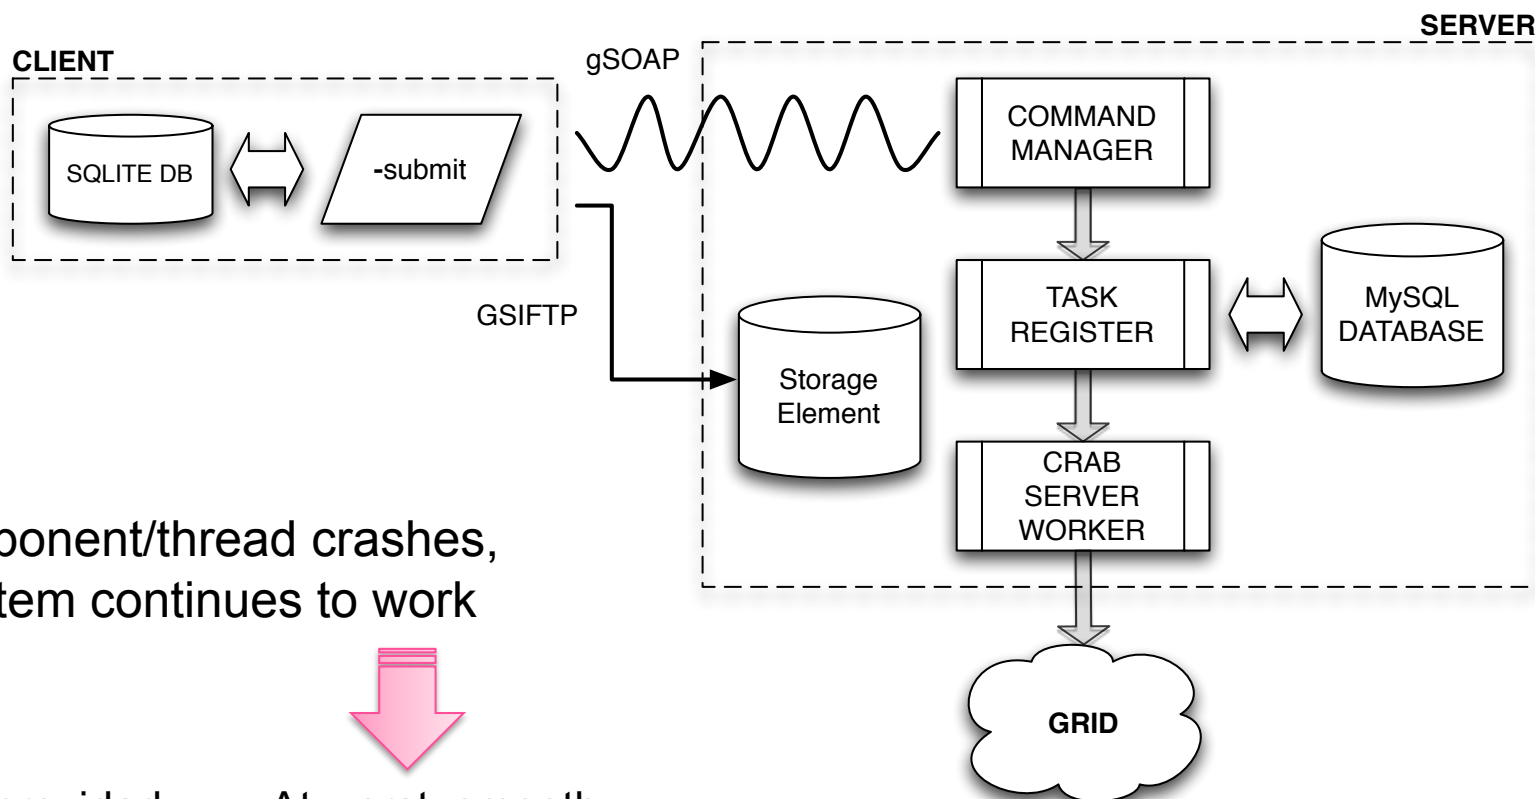 SERVER
CLIENT
gSOAP
SQLITE DB
-submit
COMMAND
MANAGER
GSIFTP
TASK
REGISTER
MySQL
DATABASE
Storage
Element
CRAB
SERVER
WORKER
ponent/thread crashes,
tem continues to work
GRID